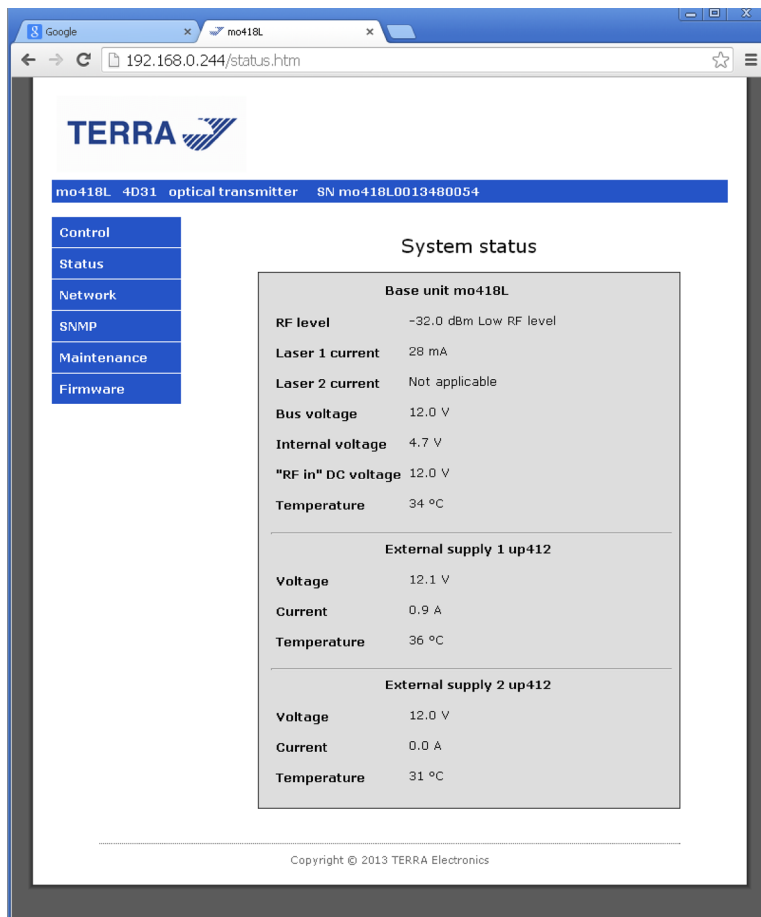 Google
mo418L
192.168.0.244/status.htm
TERRA
mo418L 4D31 optical transmitter SN mo418L0013480054
Control
Status
Network
SNMP
Maintenance
Firmware
System status
Base unit mo418L
RF level -32.0 dBm Low RF level
Laser 1 current 28 mA
Laser 2 current Not applicable
Bus voltage 12.0 V
Internal voltage 4.7 V
"RF in" DC voltage 12.0 V
Temperature 34 ºC
External supply 1 up412
Voltage 12.1 V
Current 0.9 A
Temperature 36 ºC
External supply 2 up412
Voltage 12.0 V
Current 0.0 A
Temperature 31 ºC
Copyright © 2013 TERRA Electronics